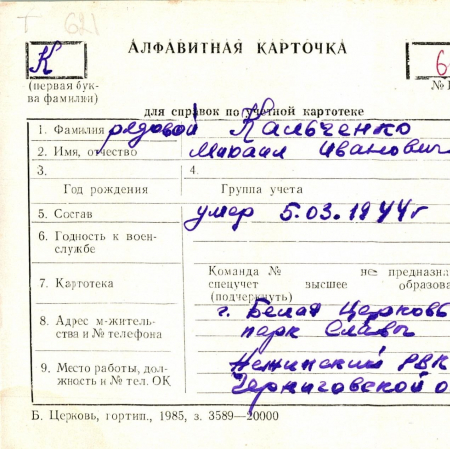 Т 621
К
АЛФАВИТНАЯ КАРТОЧКА
6
(первая бук-
ва фамилии)
№
для справок по учетной картотеке
1. Фамилия рядовой Кальченко
2. Имя, отчество Михаил Иванович
3.
4.
Год рождения
Группа учета
5. Состав умер 5.03.1944г
6. Годность к воен-
службе
7. Картотека
Команда № не предназна
спецучет высшее образова
(подчеркнуть)
8. Адрес м-житель-
ства и № телефона
г. Белая Церковь
парк Славы
9. Место работы, дол-
жность и № тел. ОК
Нежинский РВК
Черниговской о
Б. Церковь, гортип., 1985, з. 3589—20000